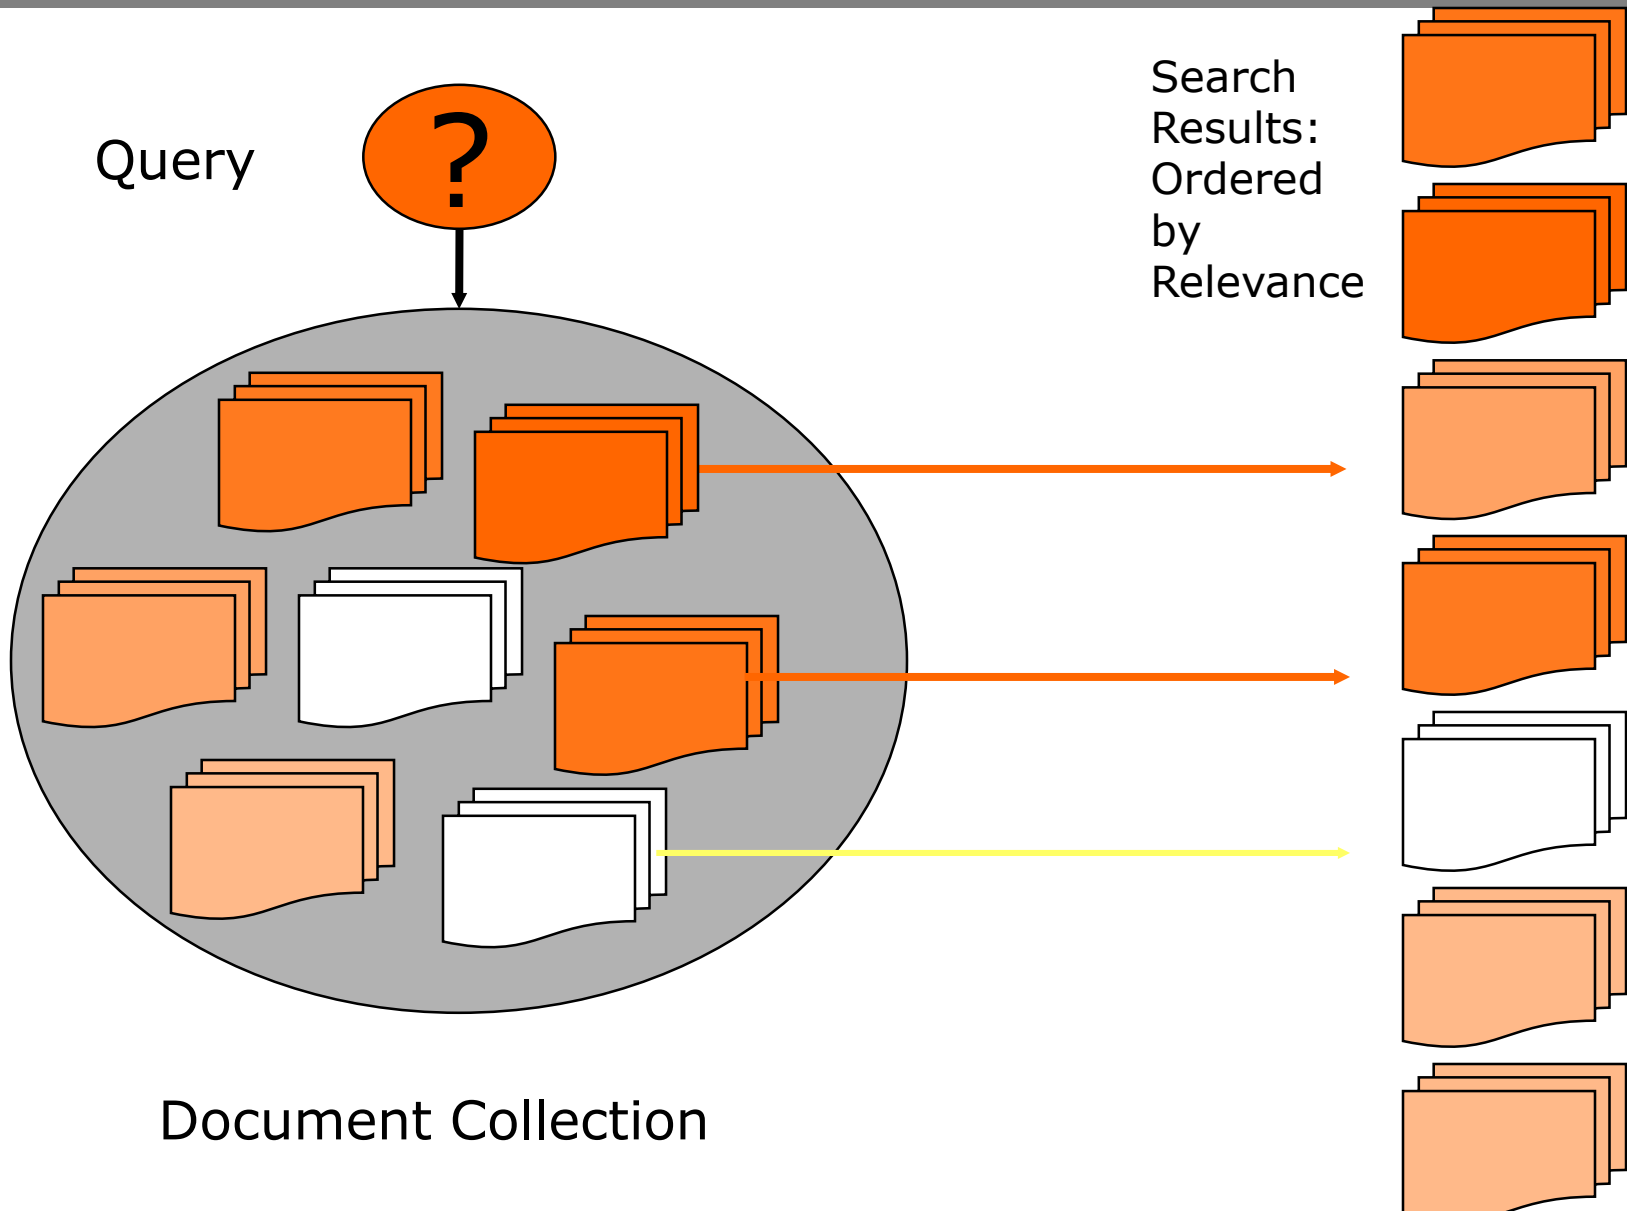 Query
?
Search
Results:
Ordered
by
Relevance
Document Collection